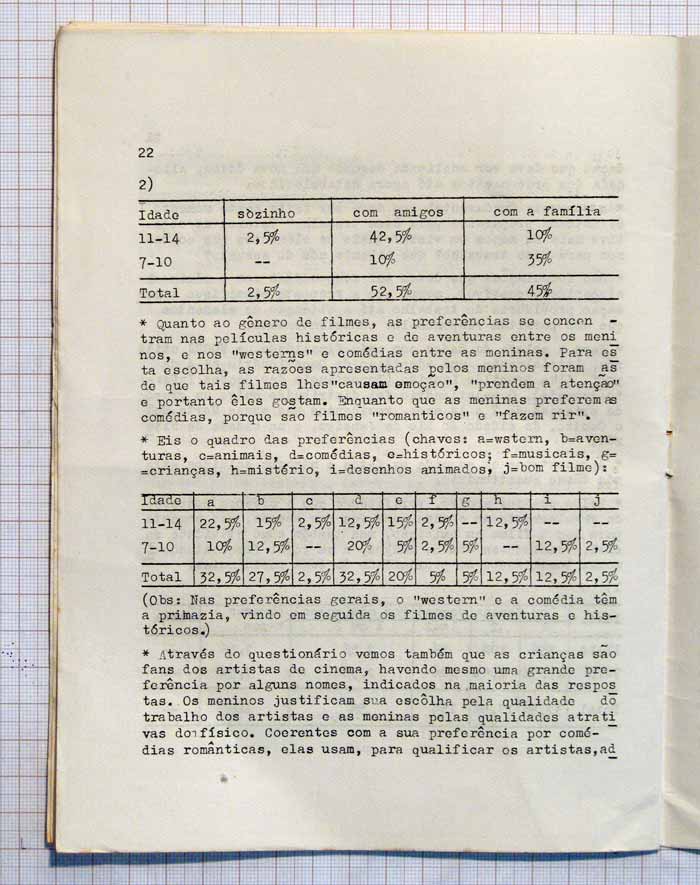 22
2)
Idade sòzinho com amigos com a família
11-14 2,5% 42,5% 10%
7-10 -- 10% 35%
Total 2,5% 52,5% 45%
* Quanto ao gênero de filmes, as preferências se concen -
tram nas películas históricas e de aventuras entre os meni
nos, e nos "westerns" e comédias entre as meninas. Para es
ta escolha, as razões apresentadas pelos meninos foram as
de que tais filmes lhes"causam emoção", "prendem a atenção"
e portanto êles gostam. Enquanto que as meninas preferem as
comédias, porque são filmes "romanticos" e "fazem rir".
* Eis o quadro das preferências (chaves: a=wstern, b=aven-
turas, c=animais, d=comédias, e=históricos; f=musicais, g=
=crianças, h=mistério, i=desenhos animados, j=bom filme):
Idade a b c d e f g h i j
11-14 22,5% 15% 2,5% 12,5% 15% 2,5% -- 12,5% -- --
7-10 10% 12,5% -- 20% 5% 2,5% 5% -- 12,5% 2,5%
Total 32,5% 27,5% 2,5% 32,5% 20% 5% 5% 12,5% 12,5% 2,5%
(Obs: Nas preferências gerais, o "western" e a comédia têm
a primazia, vindo em seguida os filmes de aventuras e his-
tóricos.)
* Através do questionário vemos também que as crianças são
fans dos artistas de cinema, havendo mesmo uma grande pre-
ferência por alguns nomes, indicados na maioria das respos
tas. Os meninos justificam sua escôlha pela qualidade do
trabalho dos artistas e as meninas pelas qualidades atrati
vas do físico. Coerentes com a sua preferência por comé-
dias românticas, elas usam, para qualificar os artistas,ad